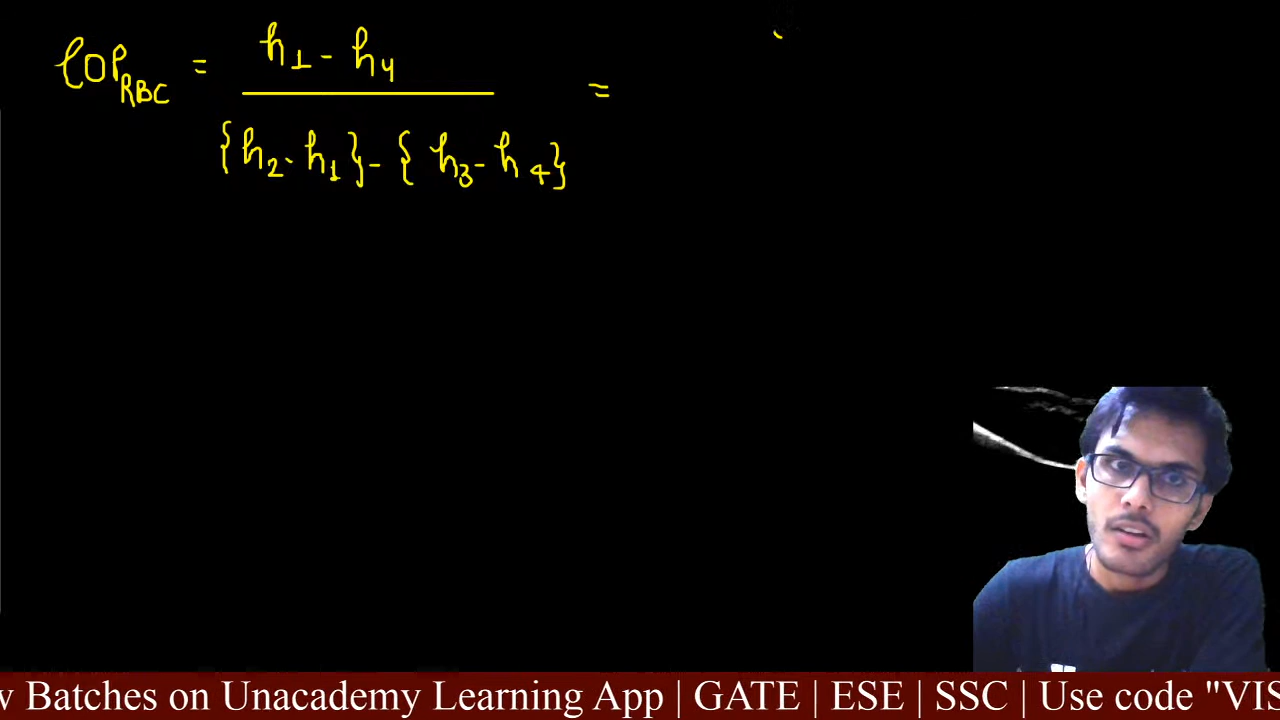 COP_RBC = (h₁ - h₄) / ({h₂ - h₁} - {h₃ - h₄}) =
w Batches on Unacademy Learning App | GATE | ESE | SSC | Use code "VIS